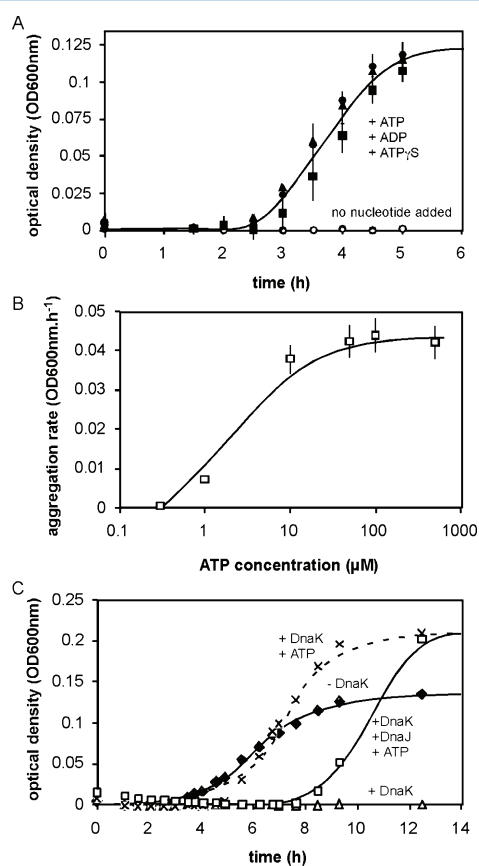 A
optical density (OD600nm)
0.125
0.1
0.075
0.05
0.025
0
+ ATP
+ ADP
+ ATPγS
no nucleotide added
0 1 2 3 4 5 6
time (h)
B
aggregation rate (OD600nm.h-1)
0.05
0.04
0.03
0.02
0.01
0
0.1 1 10 100 1000
ATP concentration (µM)
C
optical density (OD600nm)
0.25
0.2
0.15
0.1
0.05
0
+ DnaK
+ ATP
- DnaK
+DnaK
+DnaJ
+ ATP
+ DnaK
0 2 4 6 8 10 12 14
time (h)